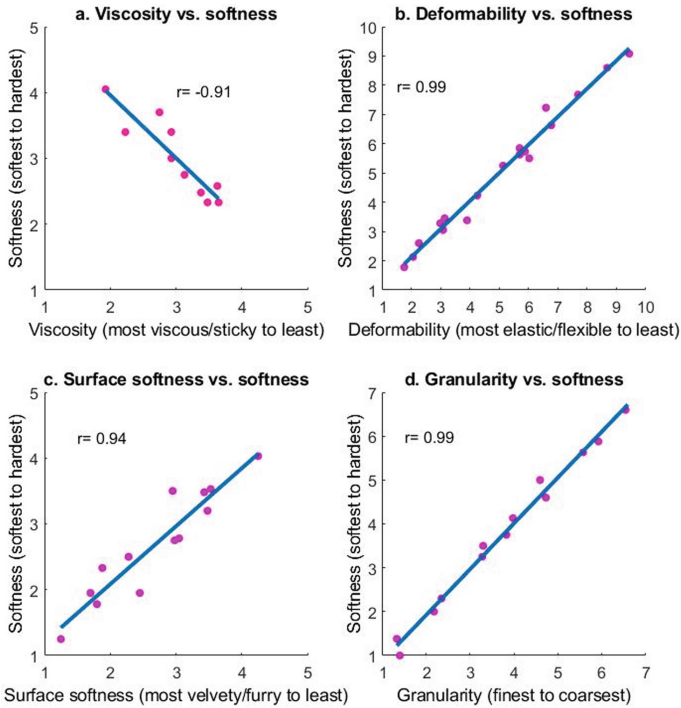 a. Viscosity vs. softness
Softness (softest to hardest)
5
4
3
2
1
r= -0.91
1 2 3 4 5
Viscosity (most viscous/sticky to least)
b. Deformability vs. softness
Softness (softest to hardest)
10
9
8
7
6
5
4
3
2
1
r= 0.99
1 2 3 4 5 6 7 8 9 10
Deformability (most elastic/flexible to least)
c. Surface softness vs. softness
Softness (softest to hardest)
5
4
3
2
1
r= 0.94
1 2 3 4 5
Surface softness (most velvety/furry to least)
d. Granularity vs. softness
Softness (softest to hardest)
7
6
5
4
3
2
1
r= 0.99
1 2 3 4 5 6 7
Granularity (finest to coarsest)